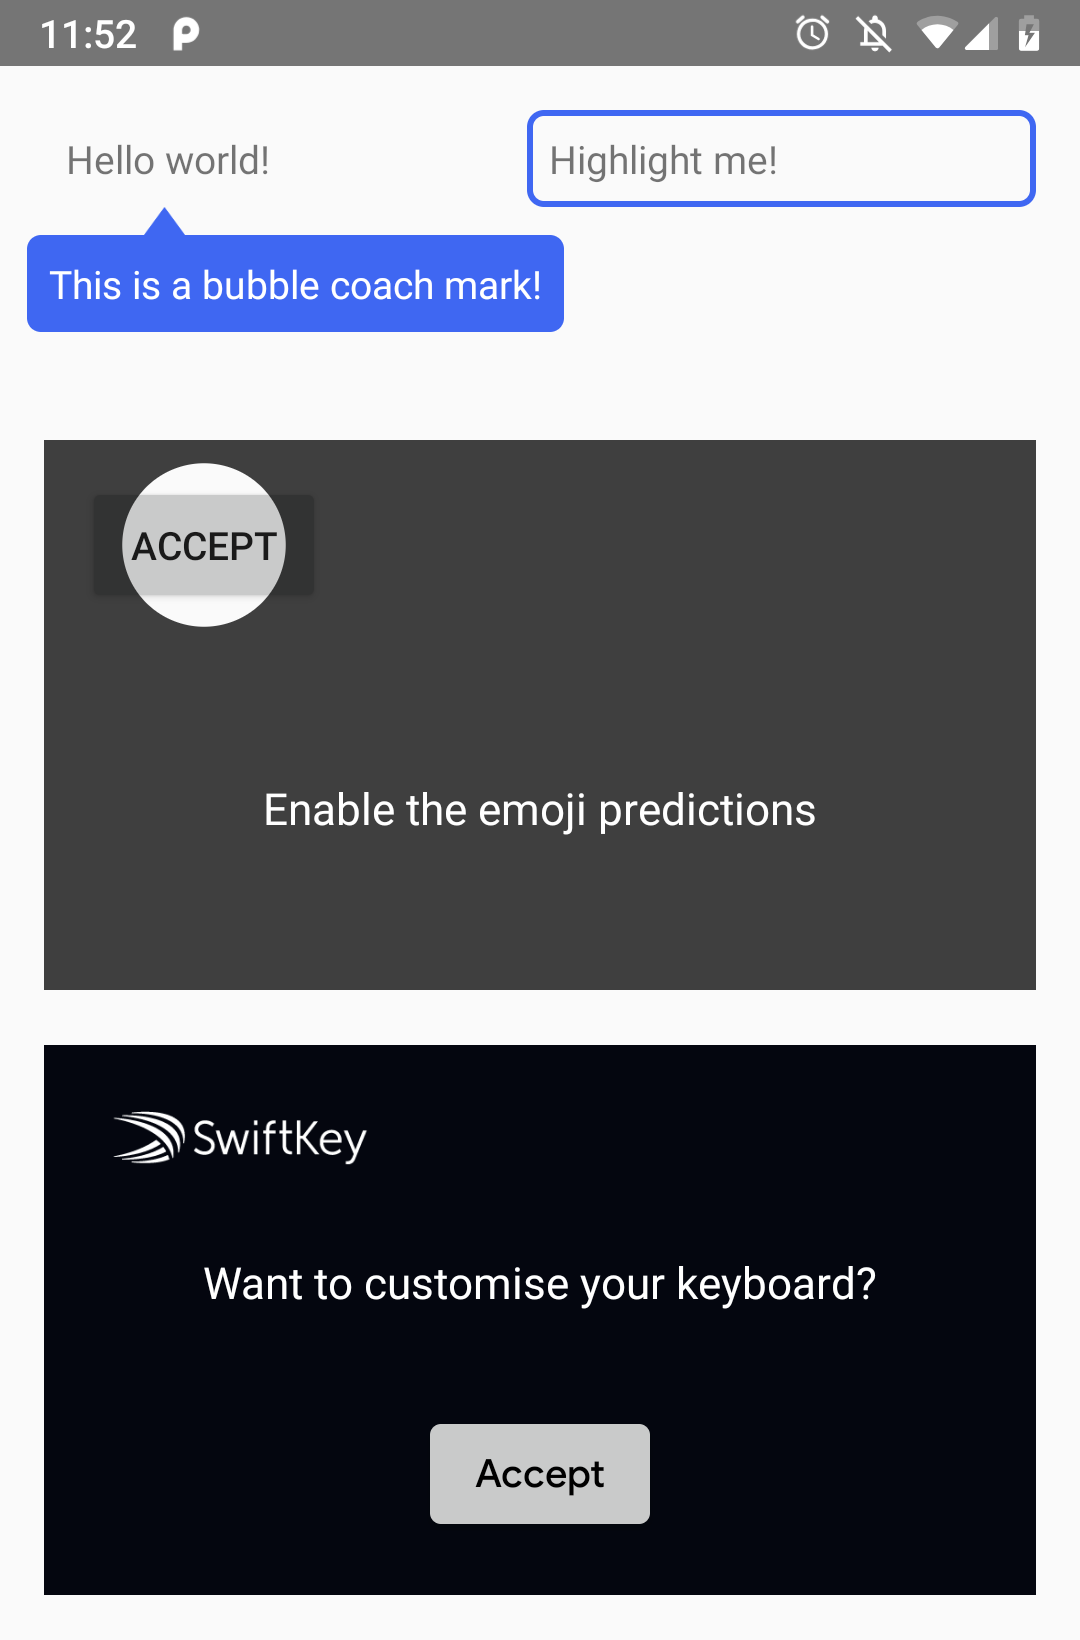 11:52
Hello world!
Highlight me!
This is a bubble coach mark!
ACCEPT
Enable the emoji predictions
SwiftKey
Want to customise your keyboard?
Accept